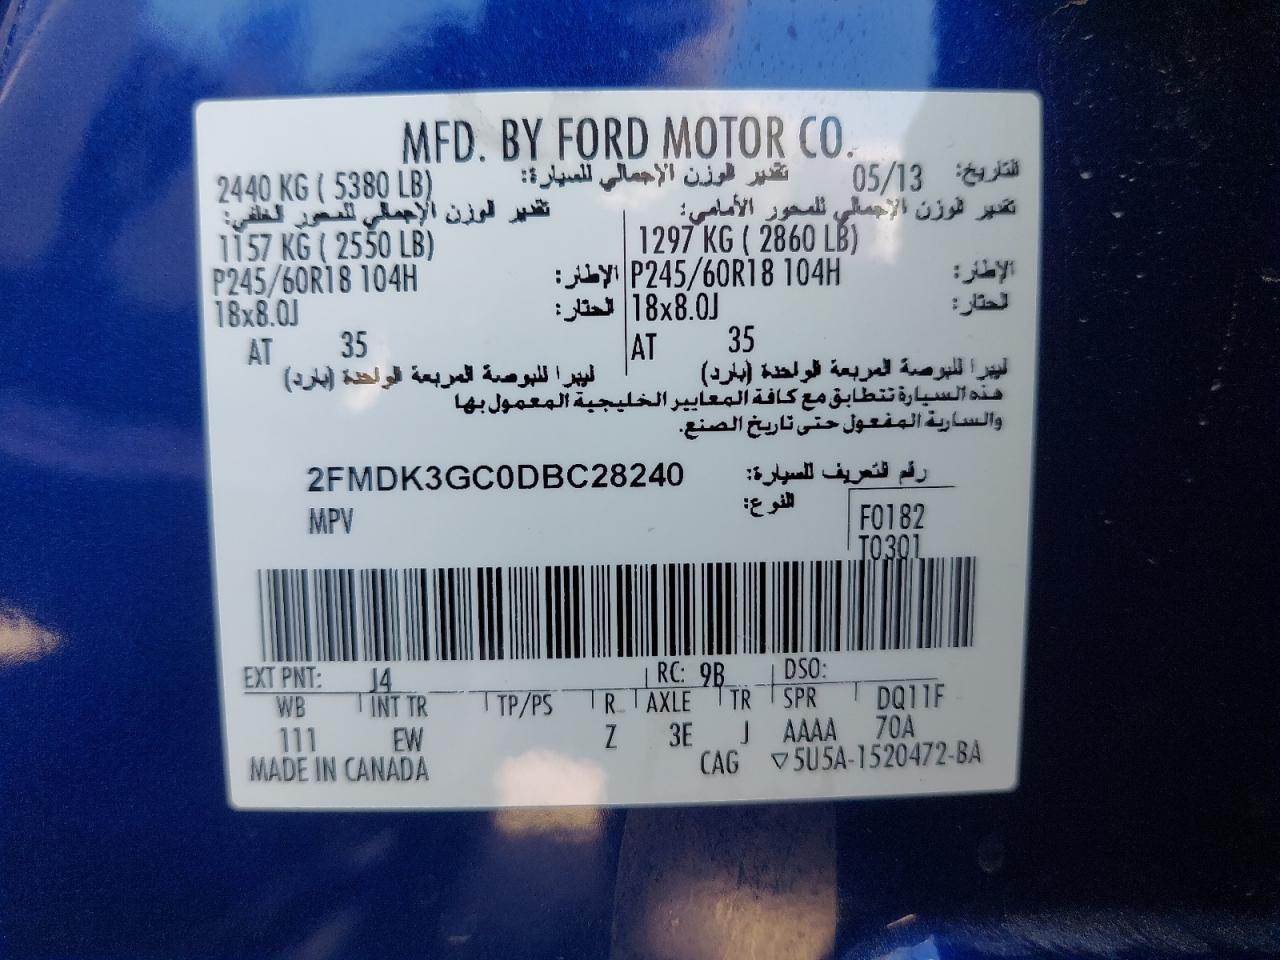 MFD. BY FORD MOTOR CO.
التاريخ: 05/13 تقدير الوزن الإجمالي للسيارة: 2440 KG ( 5380 LB)
تقدير الوزن الإجمالي للمحور الأمامي: تقدير الوزن الإجمالي للمحور الخلفي:
1157 KG ( 2550 LB) 1297 KG ( 2860 LB)
P245/60R18 104H الإطار: P245/60R18 104H الإطار:
18x8.0J الحتار: 18x8.0J الحتار:
AT 35 AT 35
ليبرا للبوصة المربعة الواحدة (بارد) ليبرا للبوصة المربعة الواحدة (بارد)
هذه السيارة تتطابق مع كافة المعايير الخليجية المعمول بها
والسارية المفعول حتى تاريخ الصنع.
2FMDK3GC0DBC28240 رقم التعريف للسيارة:
MPV النوع:
F0182
T0301
EXT PNT: J4 RC: 9B DSO:
WB INT TR TP/PS R AXLE TR SPR DQ11F
111 EW Z 3E J AAAA 70A
MADE IN CANADA CAG ▽5U5A-1520472-BA